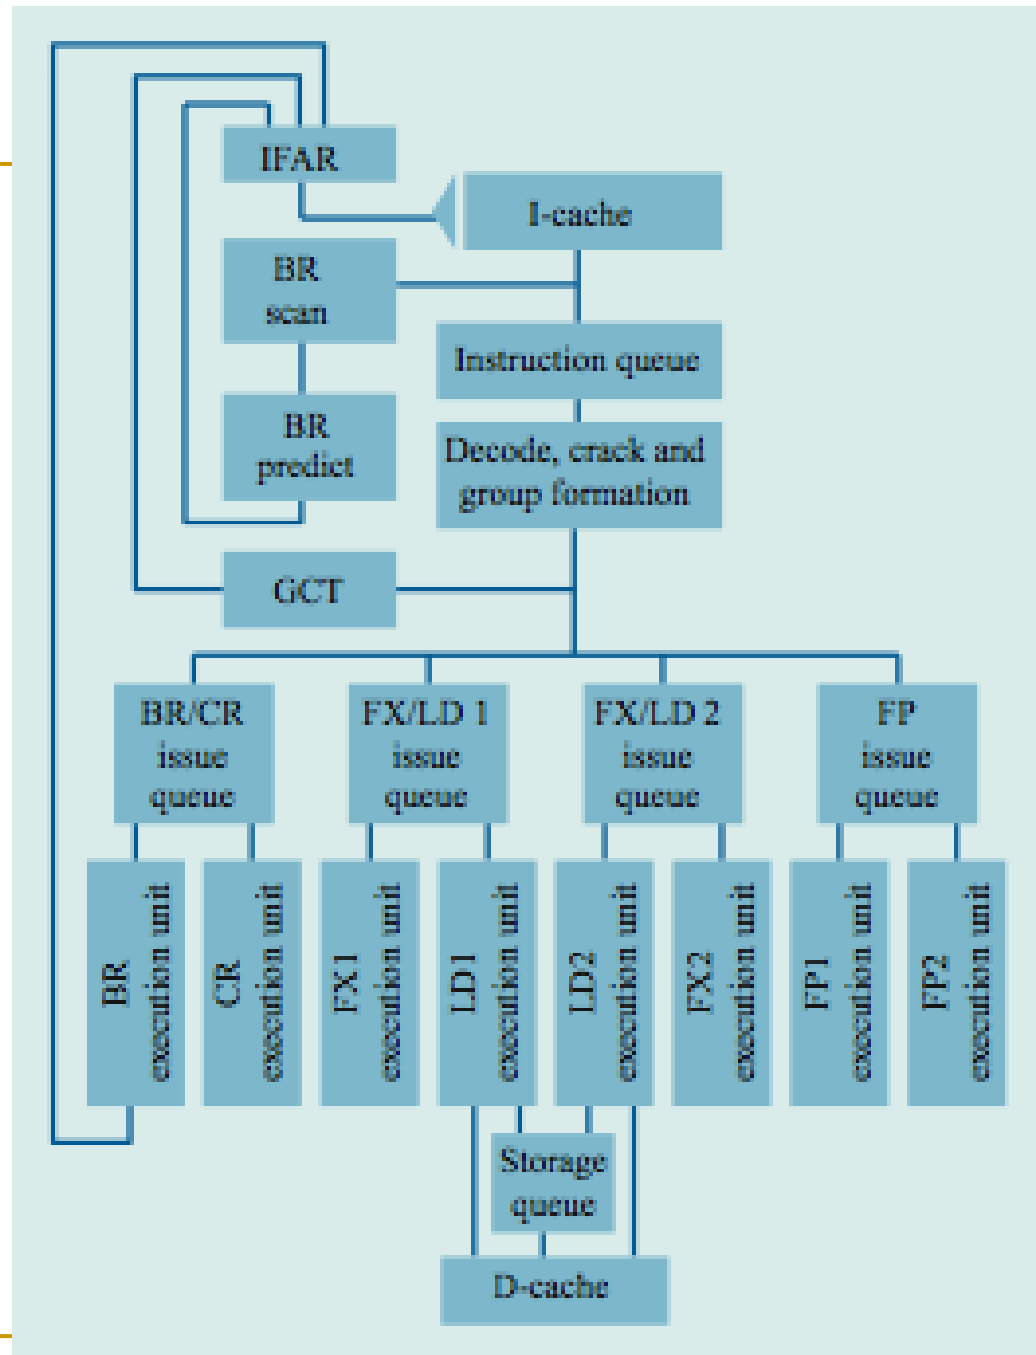 IFAR
I-cache
BR
scan
Instruction queue
BR
predict
Decode, crack and
group formation
GCT
BR/CR
issue
queue
FX/LD 1
issue
queue
FX/LD 2
issue
queue
FP
issue
queue
BR
execution unit
CR
execution unit
FX1
execution unit
LD1
execution unit
LD2
execution unit
FX2
execution unit
FP1
execution unit
FP2
execution unit
Storage
queue
D-cache